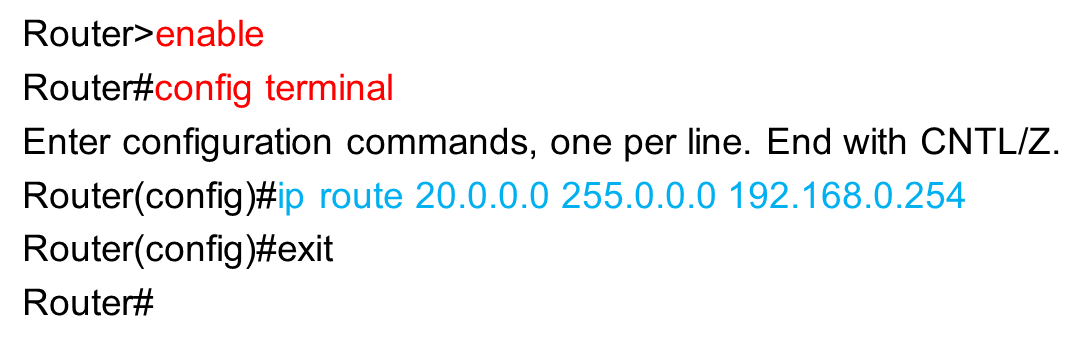 Router>enable
Router#config terminal
Enter configuration commands, one per line. End with CNTL/Z.
Router(config)#ip route 20.0.0.0 255.0.0.0 192.168.0.254
Router(config)#exit
Router#